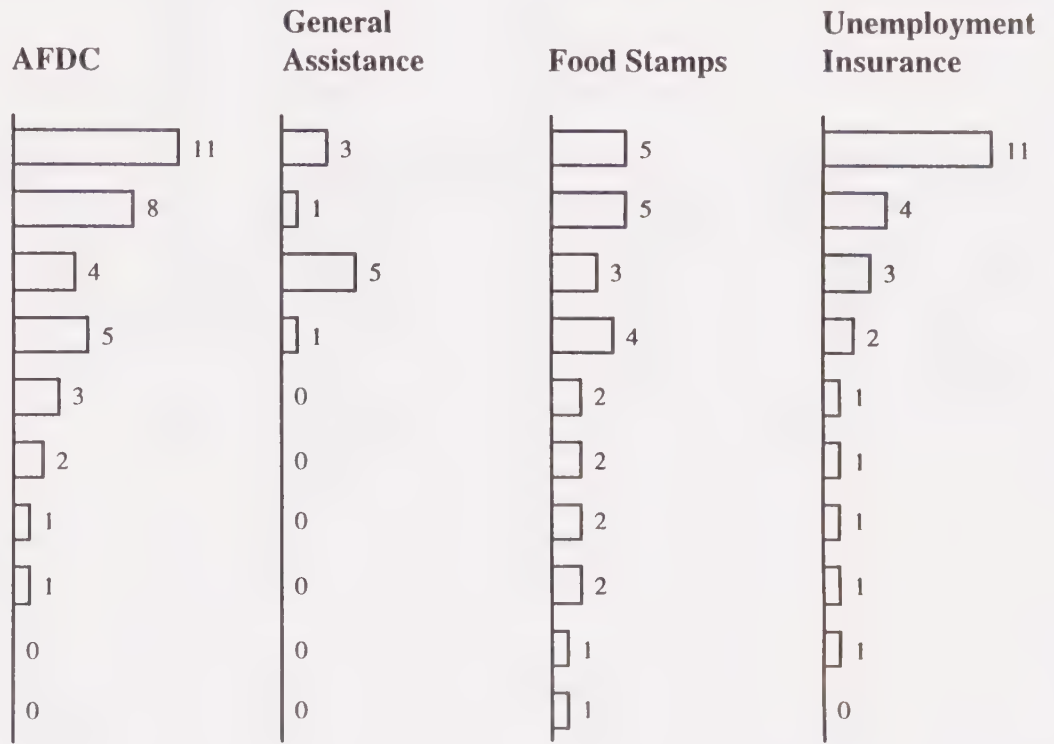 AFDC
General
Assistance
Food Stamps
Unemployment
Insurance
11 3 5 11
8 1 5 4
4 5 3 3
5 1 4 2
3 0 2 1
2 0 2 1
1 0 2 1
1 0 2 1
0 0 1 1
0 0 1 0